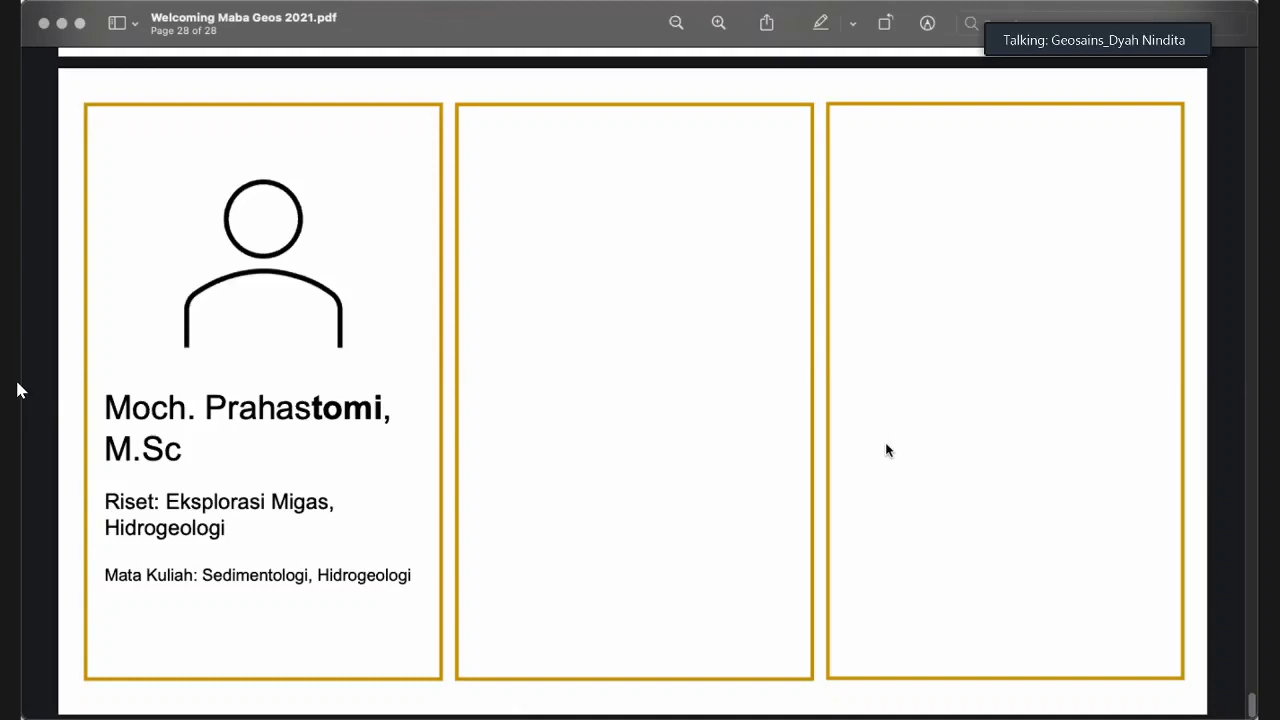 Welcoming Maba Geos 2021.pdf
Page 28 of 28
Talking: Geosains_Dyah Nindita
Moch. Prahastomi,
M.Sc
Riset: Eksplorasi Migas,
Hidrogeologi
Mata Kuliah: Sedimentologi, Hidrogeologi